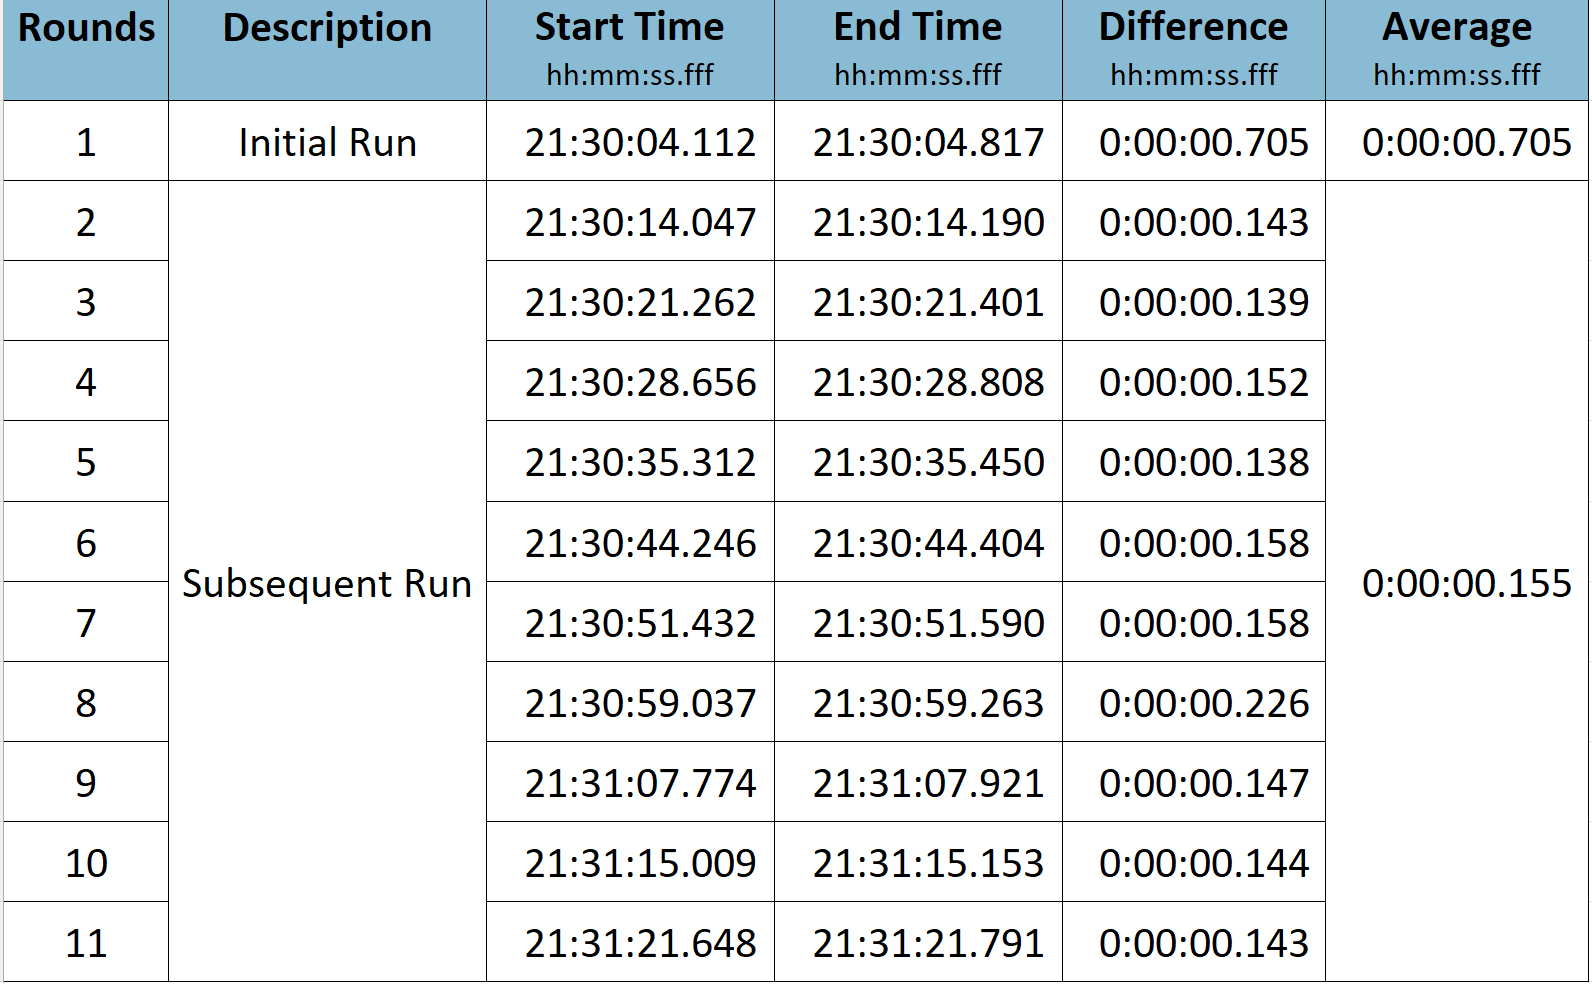 Rounds Description Start Time End Time Difference Average
hh:mm:ss.fff hh:mm:ss.fff hh:mm:ss.fff hh:mm:ss.fff
1 Initial Run 21:30:04.112 21:30:04.817 0:00:00.705 0:00:00.705
2 21:30:14.047 21:30:14.190 0:00:00.143
3 21:30:21.262 21:30:21.401 0:00:00.139
4 21:30:28.656 21:30:28.808 0:00:00.152
5 21:30:35.312 21:30:35.450 0:00:00.138
6 21:30:44.246 21:30:44.404 0:00:00.158
Subsequent Run 0:00:00.155
7 21:30:51.432 21:30:51.590 0:00:00.158
8 21:30:59.037 21:30:59.263 0:00:00.226
9 21:31:07.774 21:31:07.921 0:00:00.147
10 21:31:15.009 21:31:15.153 0:00:00.144
11 21:31:21.648 21:31:21.791 0:00:00.143